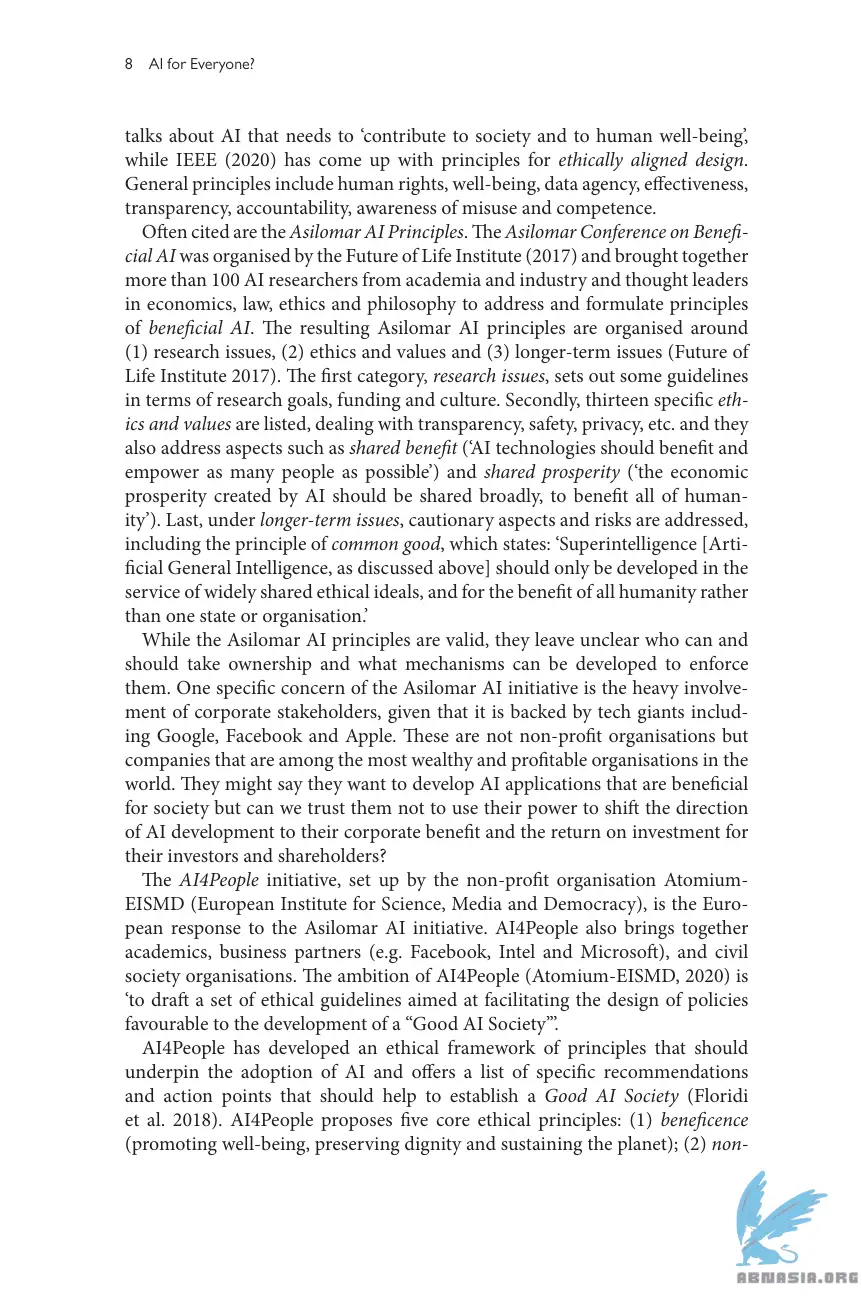 8 AI for Everyone?
talks about AI that needs to ‘contribute to society and to human well-being’,
while IEEE (2020) has come up with principles for ethically aligned design.
General principles include human rights, well-being, data agency, effectiveness,
transparency, accountability, awareness of misuse and competence.
Often cited are the Asilomar AI Principles. The Asilomar Conference on Benefi-
cial AI was organised by the Future of Life Institute (2017) and brought together
more than 100 AI researchers from academia and industry and thought leaders
in economics, law, ethics and philosophy to address and formulate principles
of beneficial AI. The resulting Asilomar AI principles are organised around
(1) research issues, (2) ethics and values and (3) longer-term issues (Future of
Life Institute 2017). The first category, research issues, sets out some guidelines
in terms of research goals, funding and culture. Secondly, thirteen specific eth-
ics and values are listed, dealing with transparency, safety, privacy, etc. and they
also address aspects such as shared benefit (‘AI technologies should benefit and
empower as many people as possible’) and shared prosperity (‘the economic
prosperity created by AI should be shared broadly, to benefit all of human-
ity’). Last, under longer-term issues, cautionary aspects and risks are addressed,
including the principle of common good, which states: ‘Superintelligence [Arti-
ficial General Intelligence, as discussed above] should only be developed in the
service of widely shared ethical ideals, and for the benefit of all humanity rather
than one state or organisation.’
While the Asilomar AI principles are valid, they leave unclear who can and
should take ownership and what mechanisms can be developed to enforce
them. One specific concern of the Asilomar AI initiative is the heavy involve-
ment of corporate stakeholders, given that it is backed by tech giants includ-
ing Google, Facebook and Apple. These are not non-profit organisations but
companies that are among the most wealthy and profitable organisations in the
world. They might say they want to develop AI applications that are beneficial
for society but can we trust them not to use their power to shift the direction
of AI development to their corporate benefit and the return on investment for
their investors and shareholders?
The AI4People initiative, set up by the non-profit organisation Atomium-
EISMD (European Institute for Science, Media and Democracy), is the Euro-
pean response to the Asilomar AI initiative. AI4People also brings together
academics, business partners (e.g. Facebook, Intel and Microsoft), and civil
society organisations. The ambition of AI4People (Atomium-EISMD, 2020) is
‘to draft a set of ethical guidelines aimed at facilitating the design of policies
favourable to the development of a “Good AI Society”’.
AI4People has developed an ethical framework of principles that should
underpin the adoption of AI and offers a list of specific recommendations
and action points that should help to establish a Good AI Society (Floridi
et al. 2018). AI4People proposes five core ethical principles: (1) beneficence
(promoting well-being, preserving dignity and sustaining the planet); (2) non-
ABNASIA.ORG